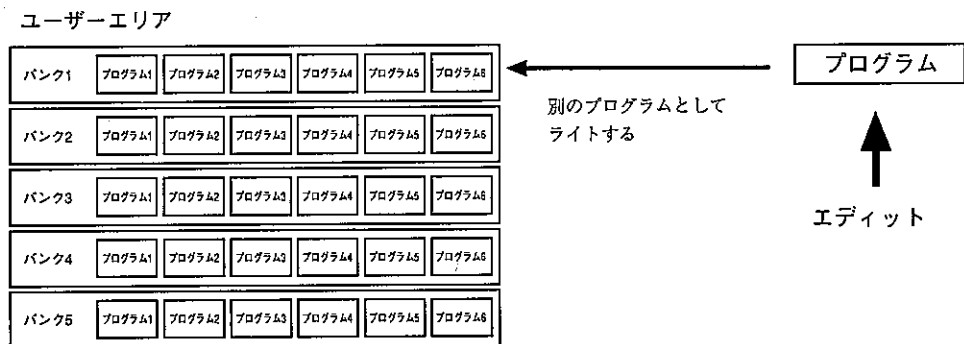 ユーザーエリア
バンク1 プログラム1 プログラム2 プログラム3 プログラム4 プログラム5 プログラム6
プログラム
別のプログラムとして
ライトする
バンク2 プログラム1 プログラム2 プログラム3 プログラム4 プログラム5 プログラム6
バンク3 プログラム1 プログラム2 プログラム3 プログラム4 プログラム5 プログラム6
エディット
バンク4 プログラム1 プログラム2 プログラム3 プログラム4 プログラム5 プログラム6
バンク5 プログラム1 プログラム2 プログラム3 プログラム4 プログラム5 プログラム6